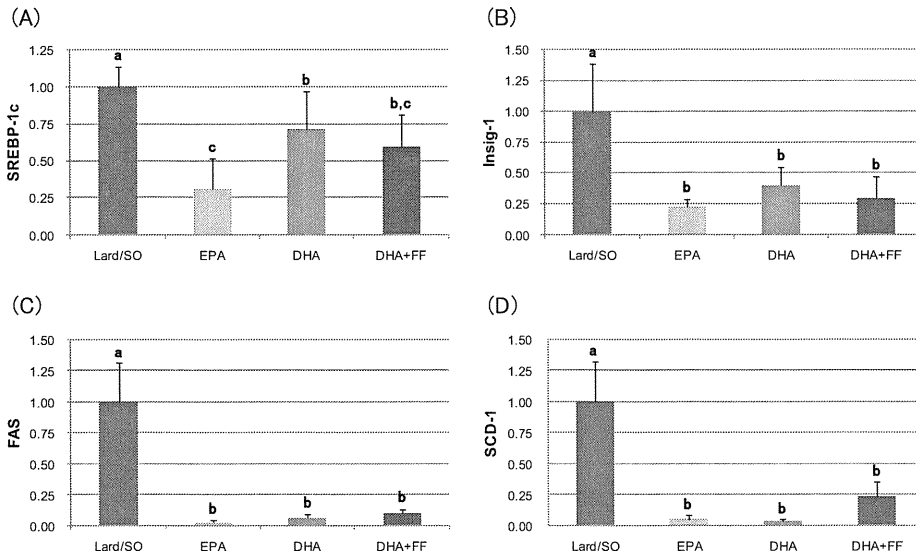 (A)
SREBP-1c
1.25
1.00
0.75
0.50
0.25
0.00
a
c
b
b,c
Lard/SO EPA DHA DHA+FF
(B)
Insig-1
1.50
1.25
1.00
0.75
0.50
0.25
0.00
a
b
b
b
Lard/SO EPA DHA DHA+FF
(C)
FAS
1.50
1.25
1.00
0.75
0.50
0.25
0.00
a
b
b
b
Lard/SO EPA DHA DHA+FF
(D)
SCD-1
1.50
1.25
1.00
0.75
0.50
0.25
0.00
a
b
b
b
Lard/SO EPA DHA DHA+FF